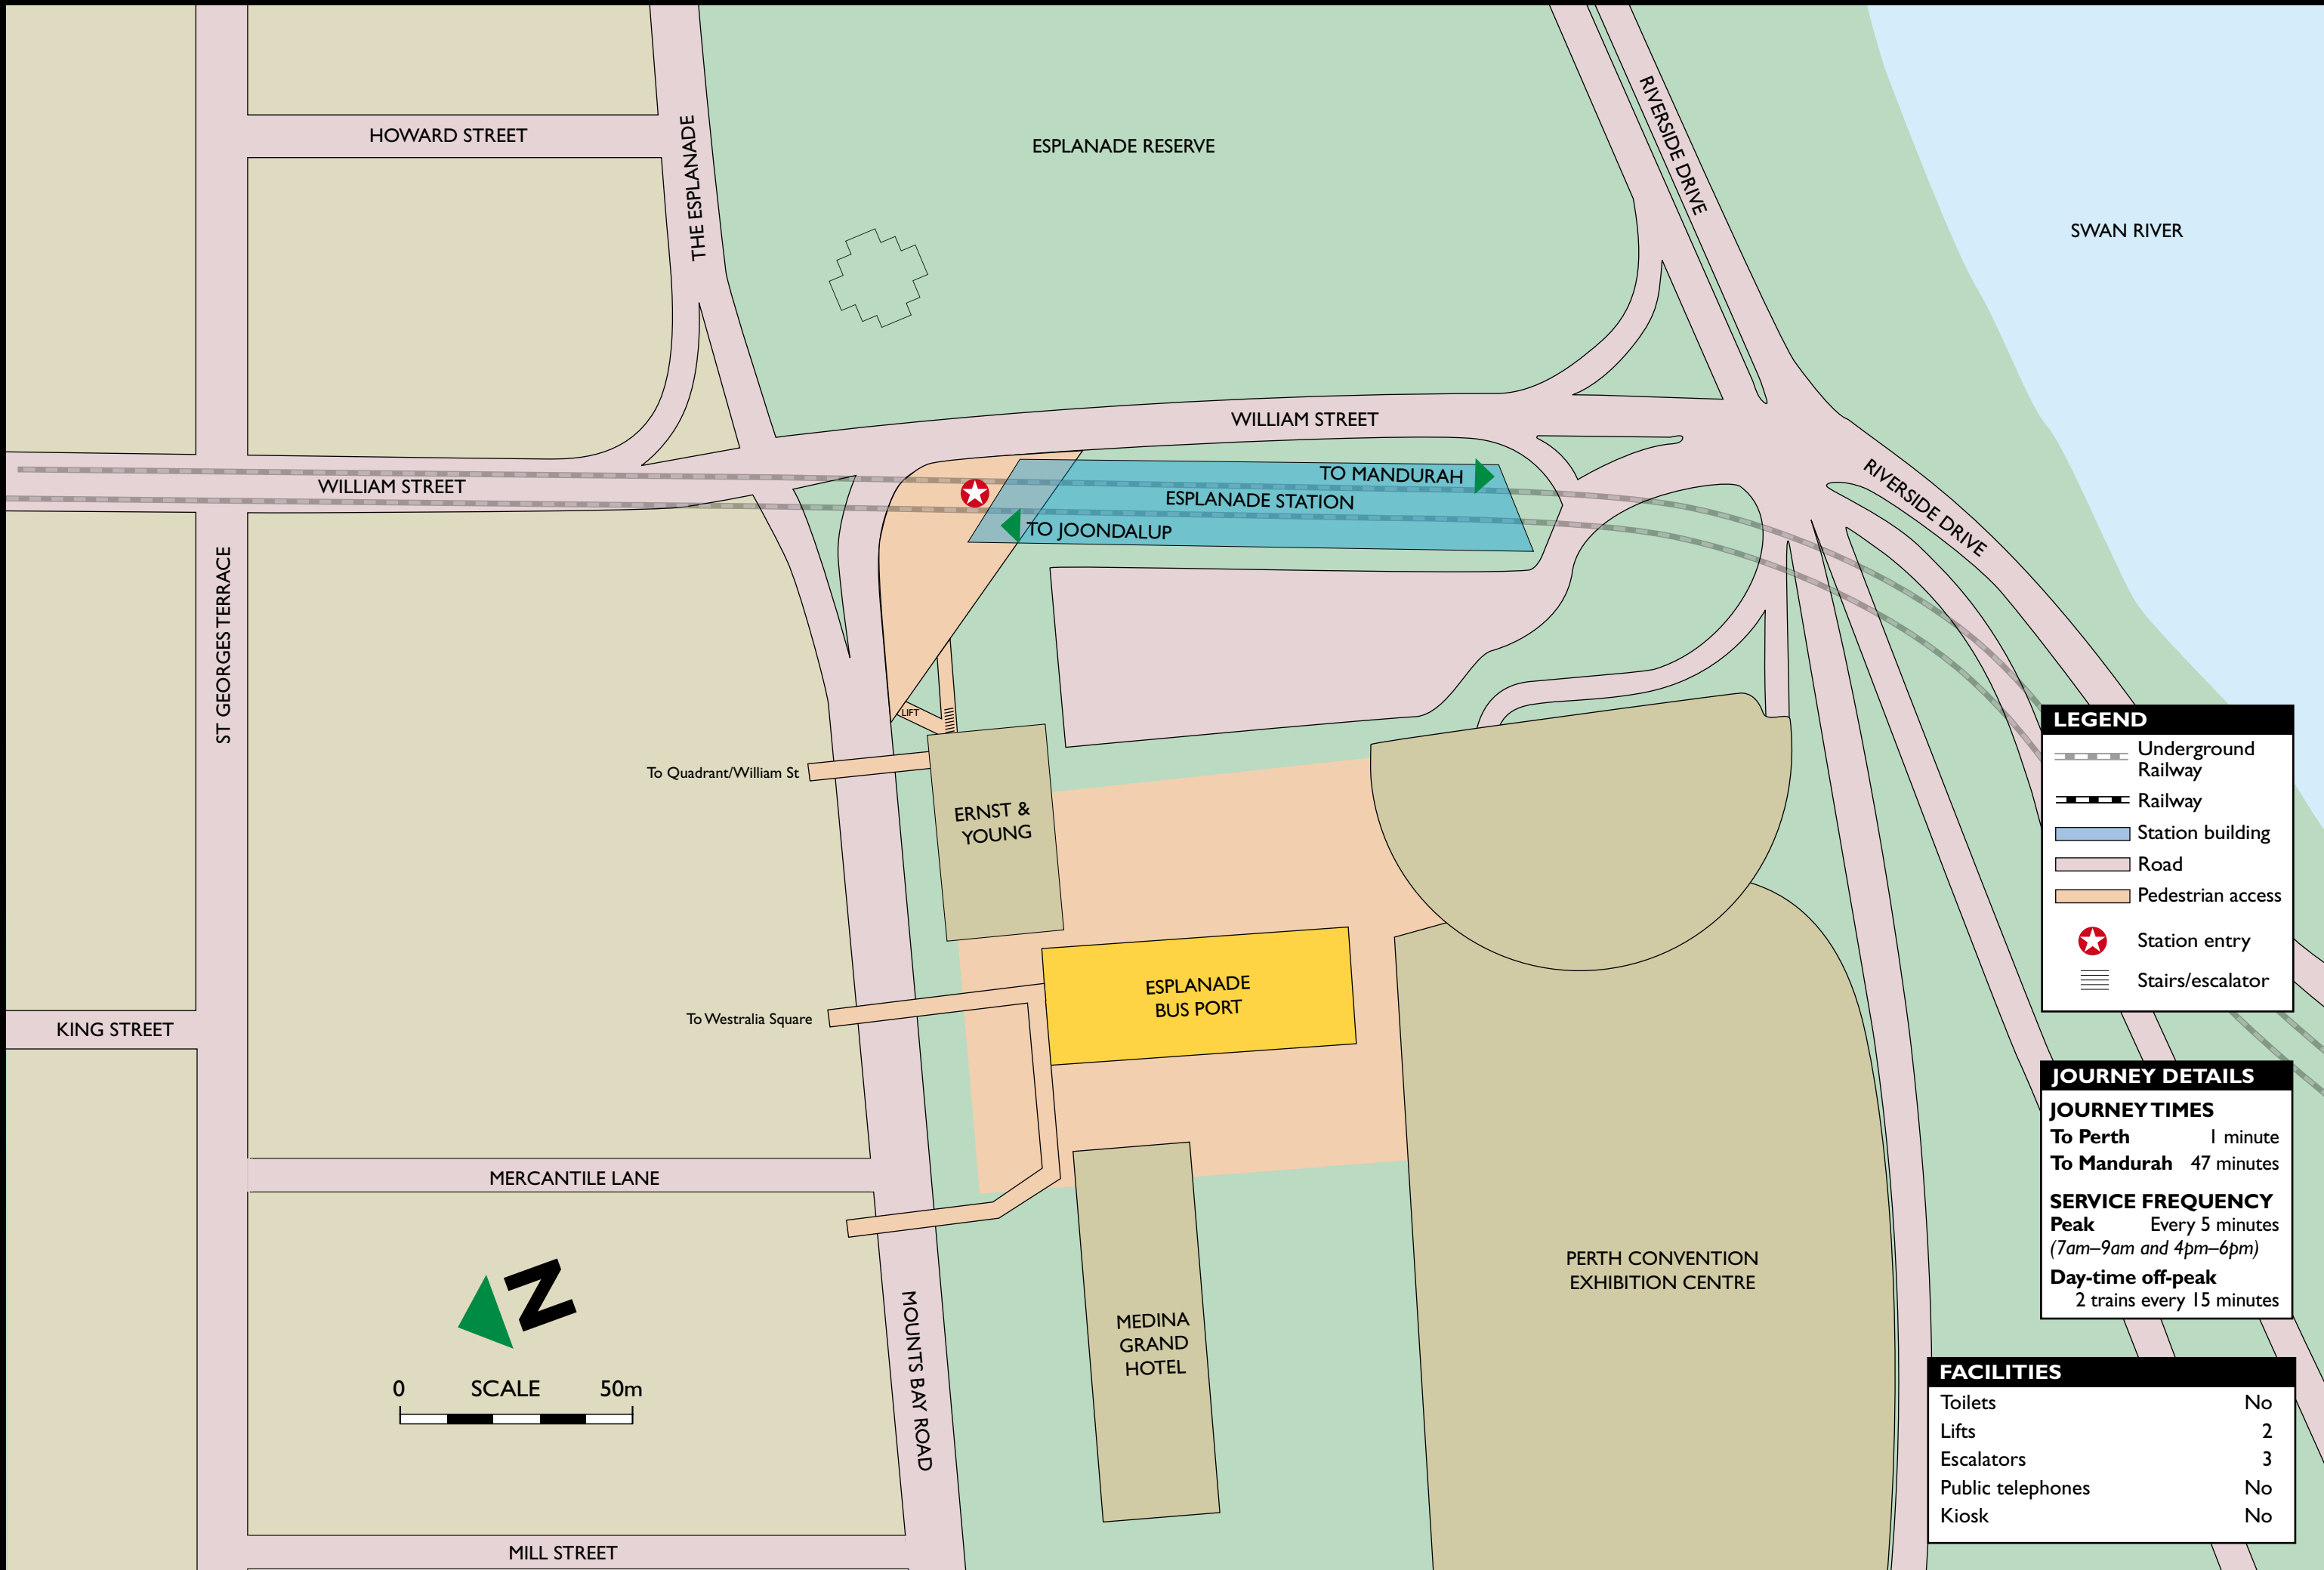 HOWARD STREET
THE ESPLANADE
ESPLANADE RESERVE
RIVERSIDE DRIVE
SWAN RIVER
WILLIAM STREET
WILLIAM STREET
TO MANDURAH
ESPLANADE STATION
TO JOONDALUP
RIVERSIDE DRIVE
ST GEORGES TERRACE
LIFT
To Quadrant/William St
ERNST &
YOUNG
ESPLANADE
BUS PORT
To Westralia Square
KING STREET
MERCANTILE LANE
PERTH CONVENTION
EXHIBITION CENTRE
MEDINA
GRAND
HOTEL
MOUNTS BAY ROAD
N
0 SCALE 50m
MILL STREET
LEGEND
Underground
Railway
Railway
Station building
Road
Pedestrian access
Station entry
Stairs/escalator
JOURNEY DETAILS
JOURNEY TIMES
To Perth 1 minute
To Mandurah 47 minutes
SERVICE FREQUENCY
Peak Every 5 minutes
(7am–9am and 4pm–6pm)
Day-time off-peak
2 trains every 15 minutes
FACILITIES
Toilets No
Lifts 2
Escalators 3
Public telephones No
Kiosk No